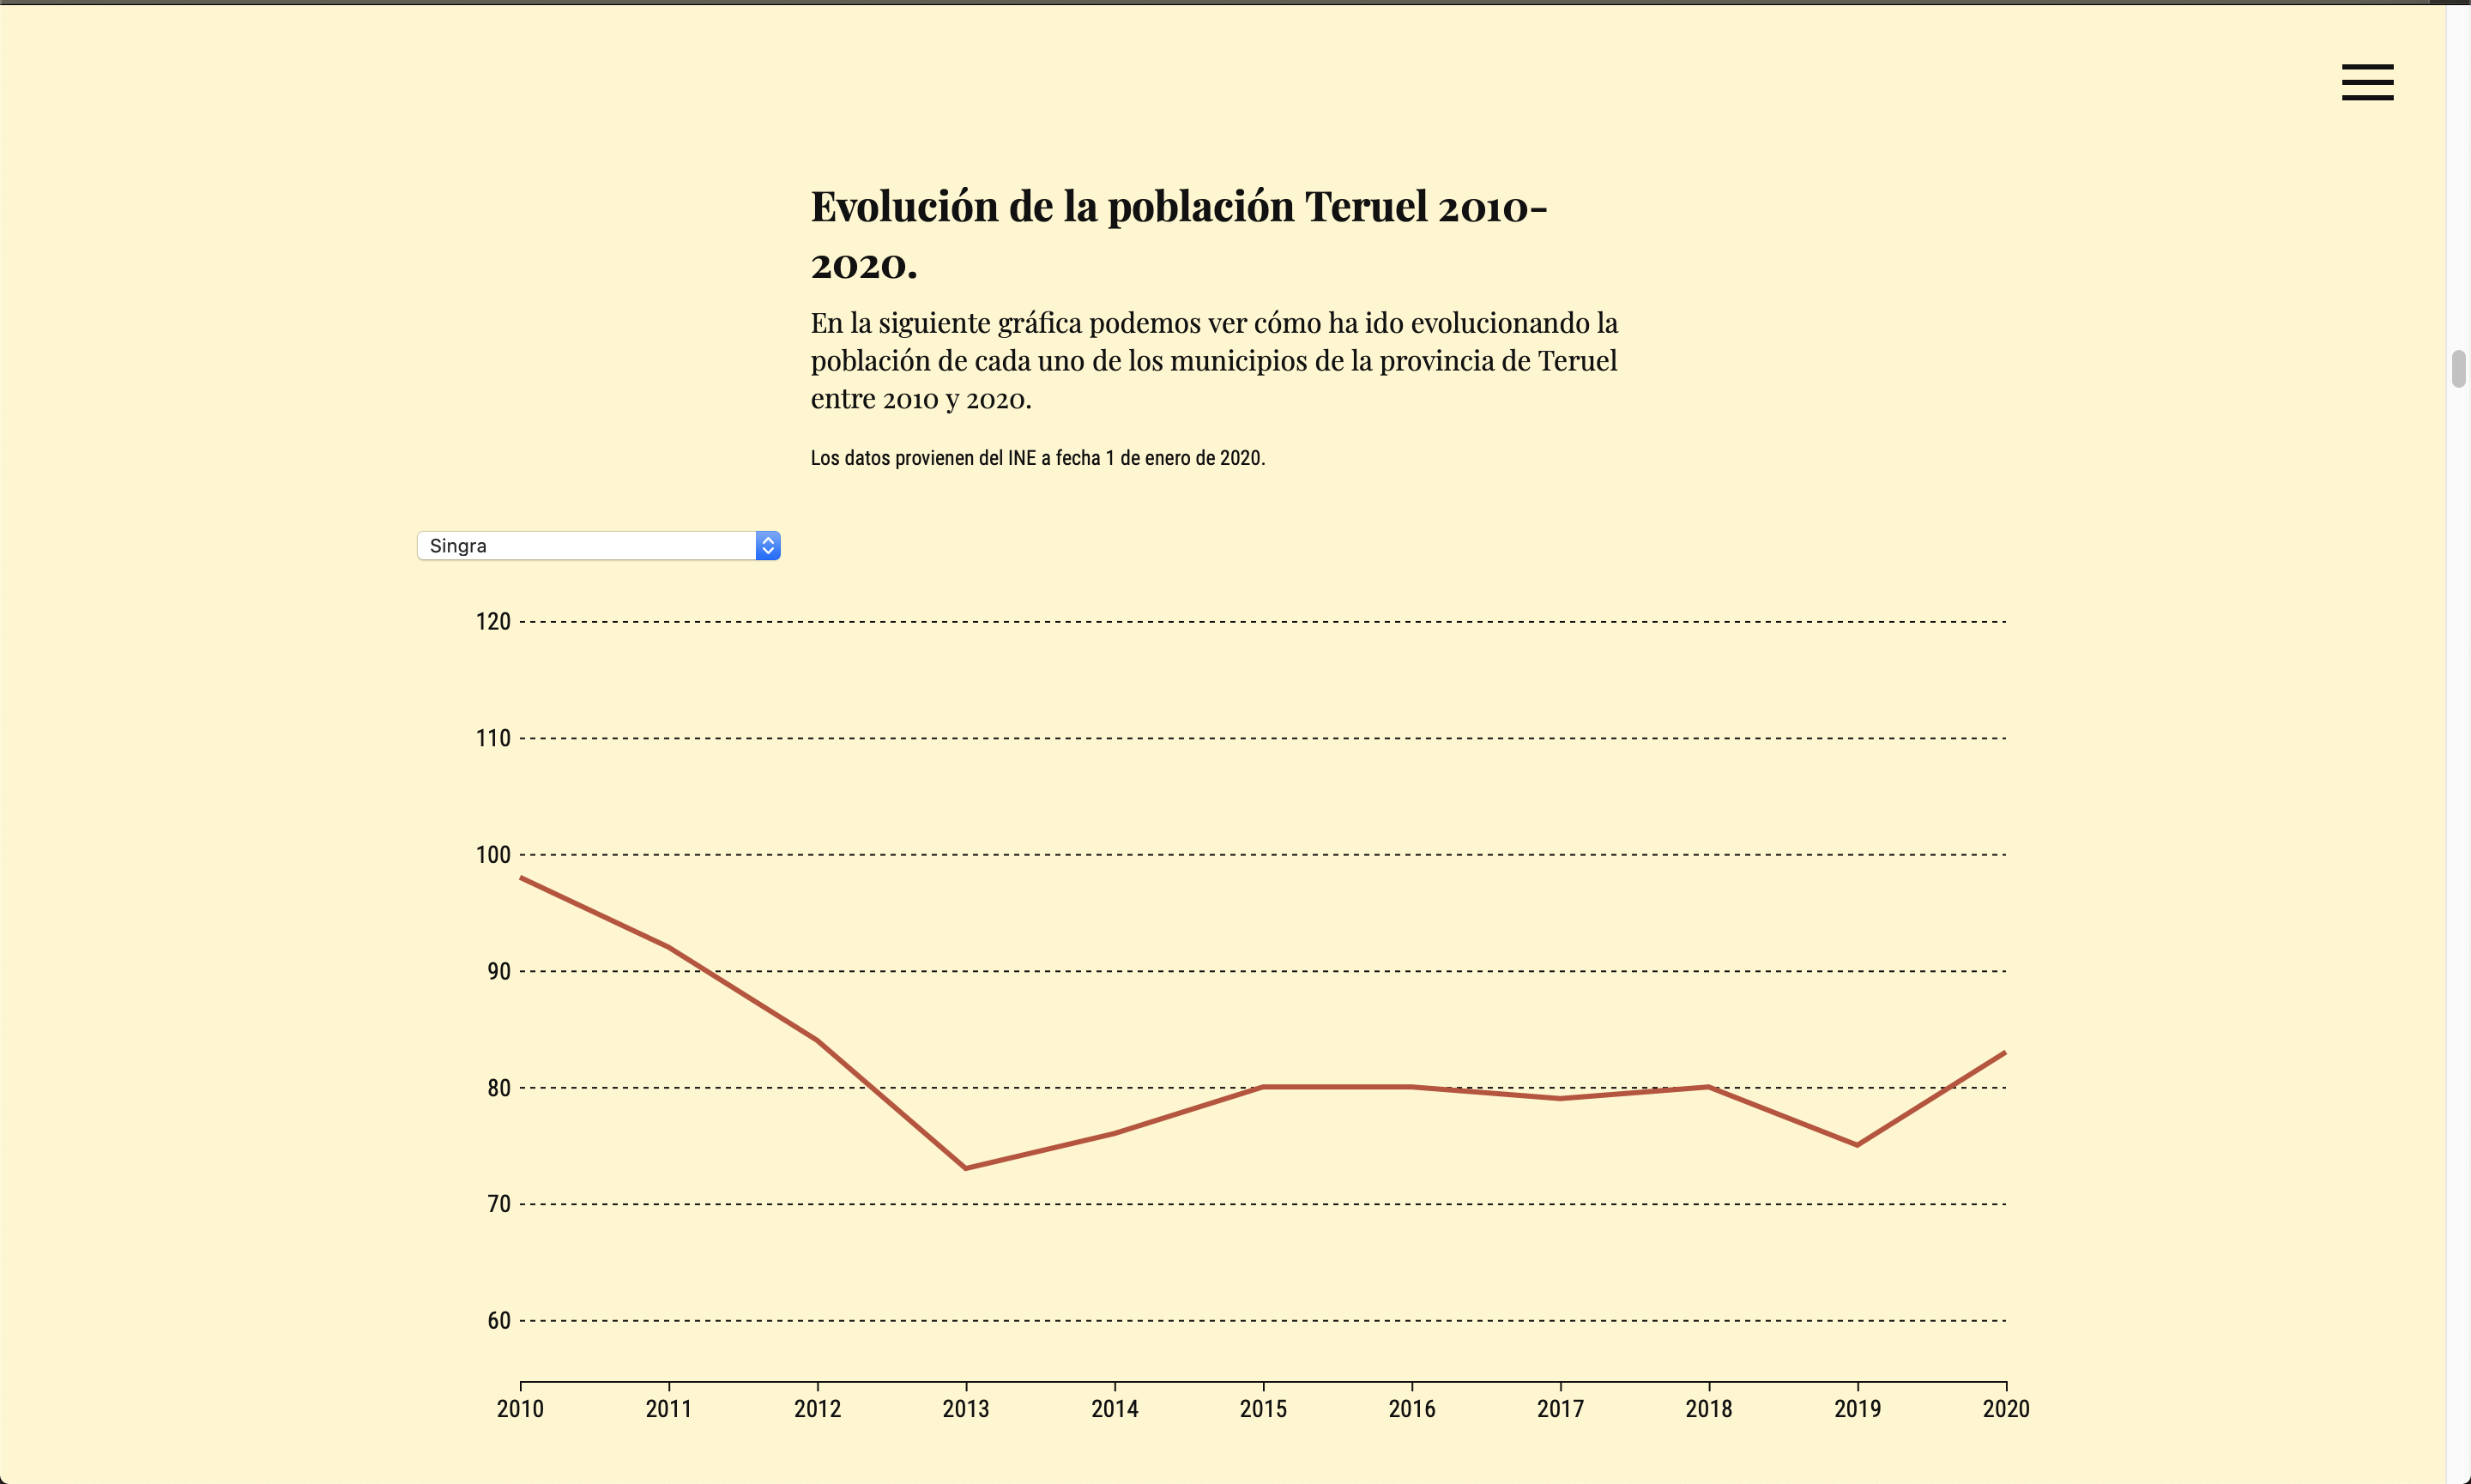 Evolución de la población Teruel 2010-
2020.
En la siguiente gráfica podemos ver cómo ha ido evolucionando la
población de cada uno de los municipios de la provincia de Teruel
entre 2010 y 2020.
Los datos provienen del INE a fecha 1 de enero de 2020.
Singra
120
110
100
90
80
70
60
2010 2011 2012 2013 2014 2015 2016 2017 2018 2019 2020